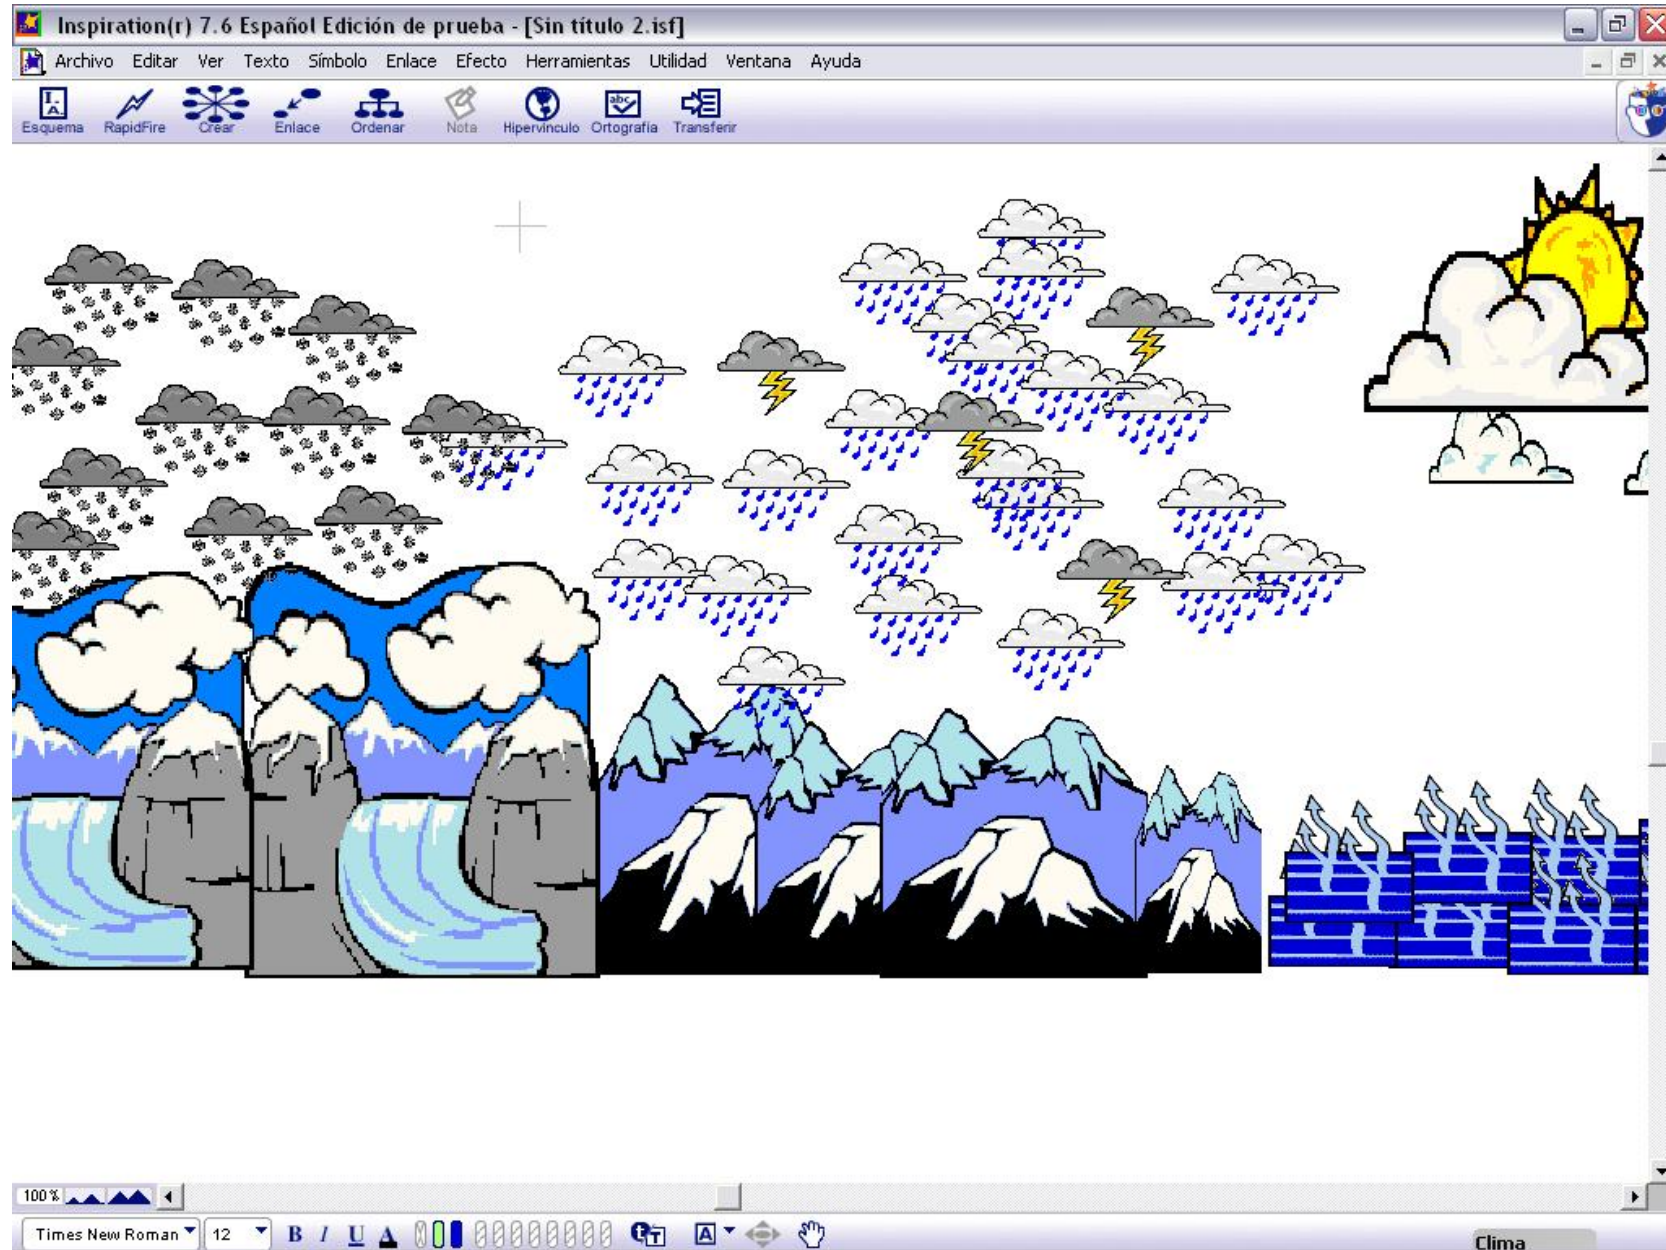 Inspiration(r) 7.6 Español Edición de prueba - [Sin título 2.isf]
Archivo Editar Ver Texto Símbolo Enlace Efecto Herramientas Utilidad Ventana Ayuda
I. A. abc
Esquema RapidFire Crear Enlace Ordenar Nota Hipervínculo Ortografía Transferir
100%
Times New Roman 12 B I U A t T A
Clima